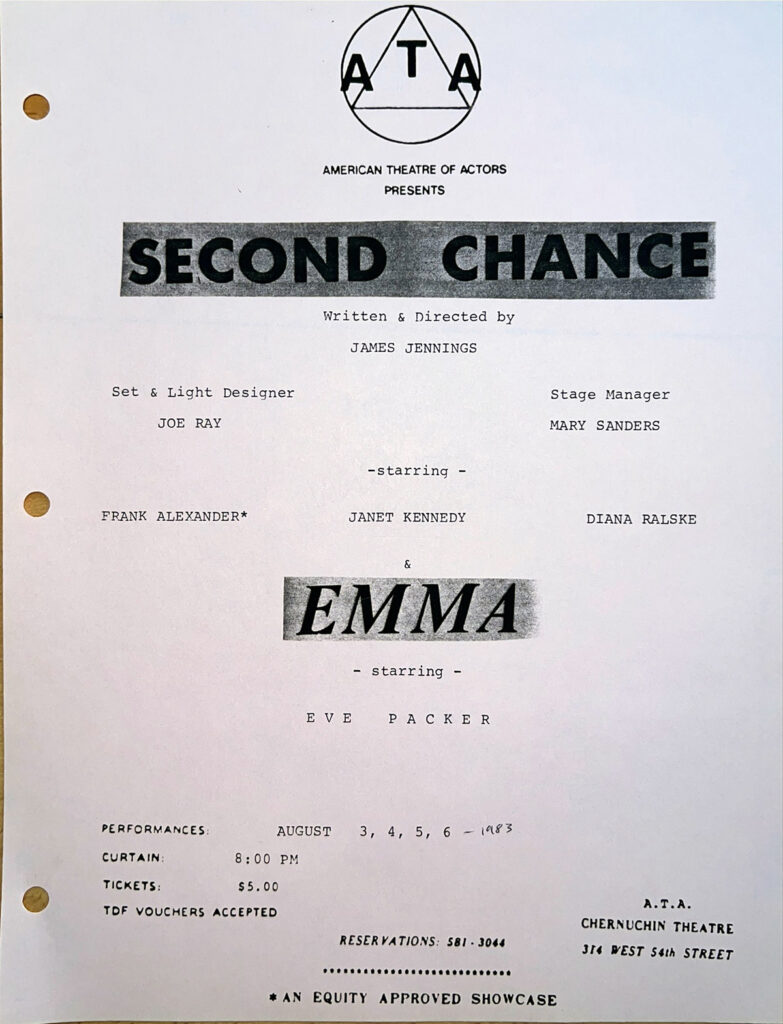 A T A
AMERICAN THEATRE OF ACTORS
PRESENTS
SECOND CHANCE
Written & Directed by
JAMES JENNINGS
Set & Light Designer
JOE RAY
Stage Manager
MARY SANDERS
-starring -
FRANK ALEXANDER* JANET KENNEDY DIANA RALSKE
&
EMMA
- starring -
EVE PACKER
PERFORMANCES: AUGUST 3, 4, 5, 6 - 1983
CURTAIN: 8:00 PM
TICKETS: $5.00
TDF VOUCHERS ACCEPTED
A.T.A.
CHERNUCHIN THEATRE
314 WEST 54th STREET
RESERVATIONS: 581-3044
*AN EQUITY APPROVED SHOWCASE